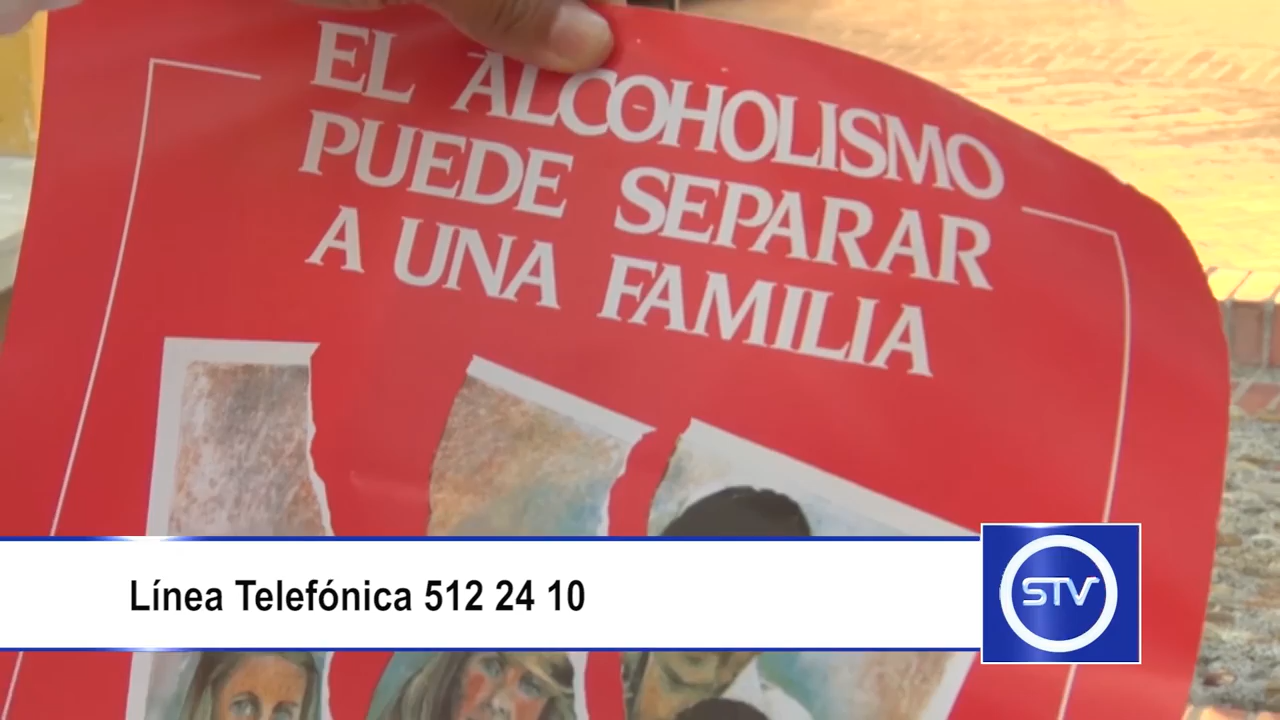 EL ALCOHOLISMO
PUEDE SEPARAR
A UNA FAMILIA
Línea Telefónica 512 24 10
STV